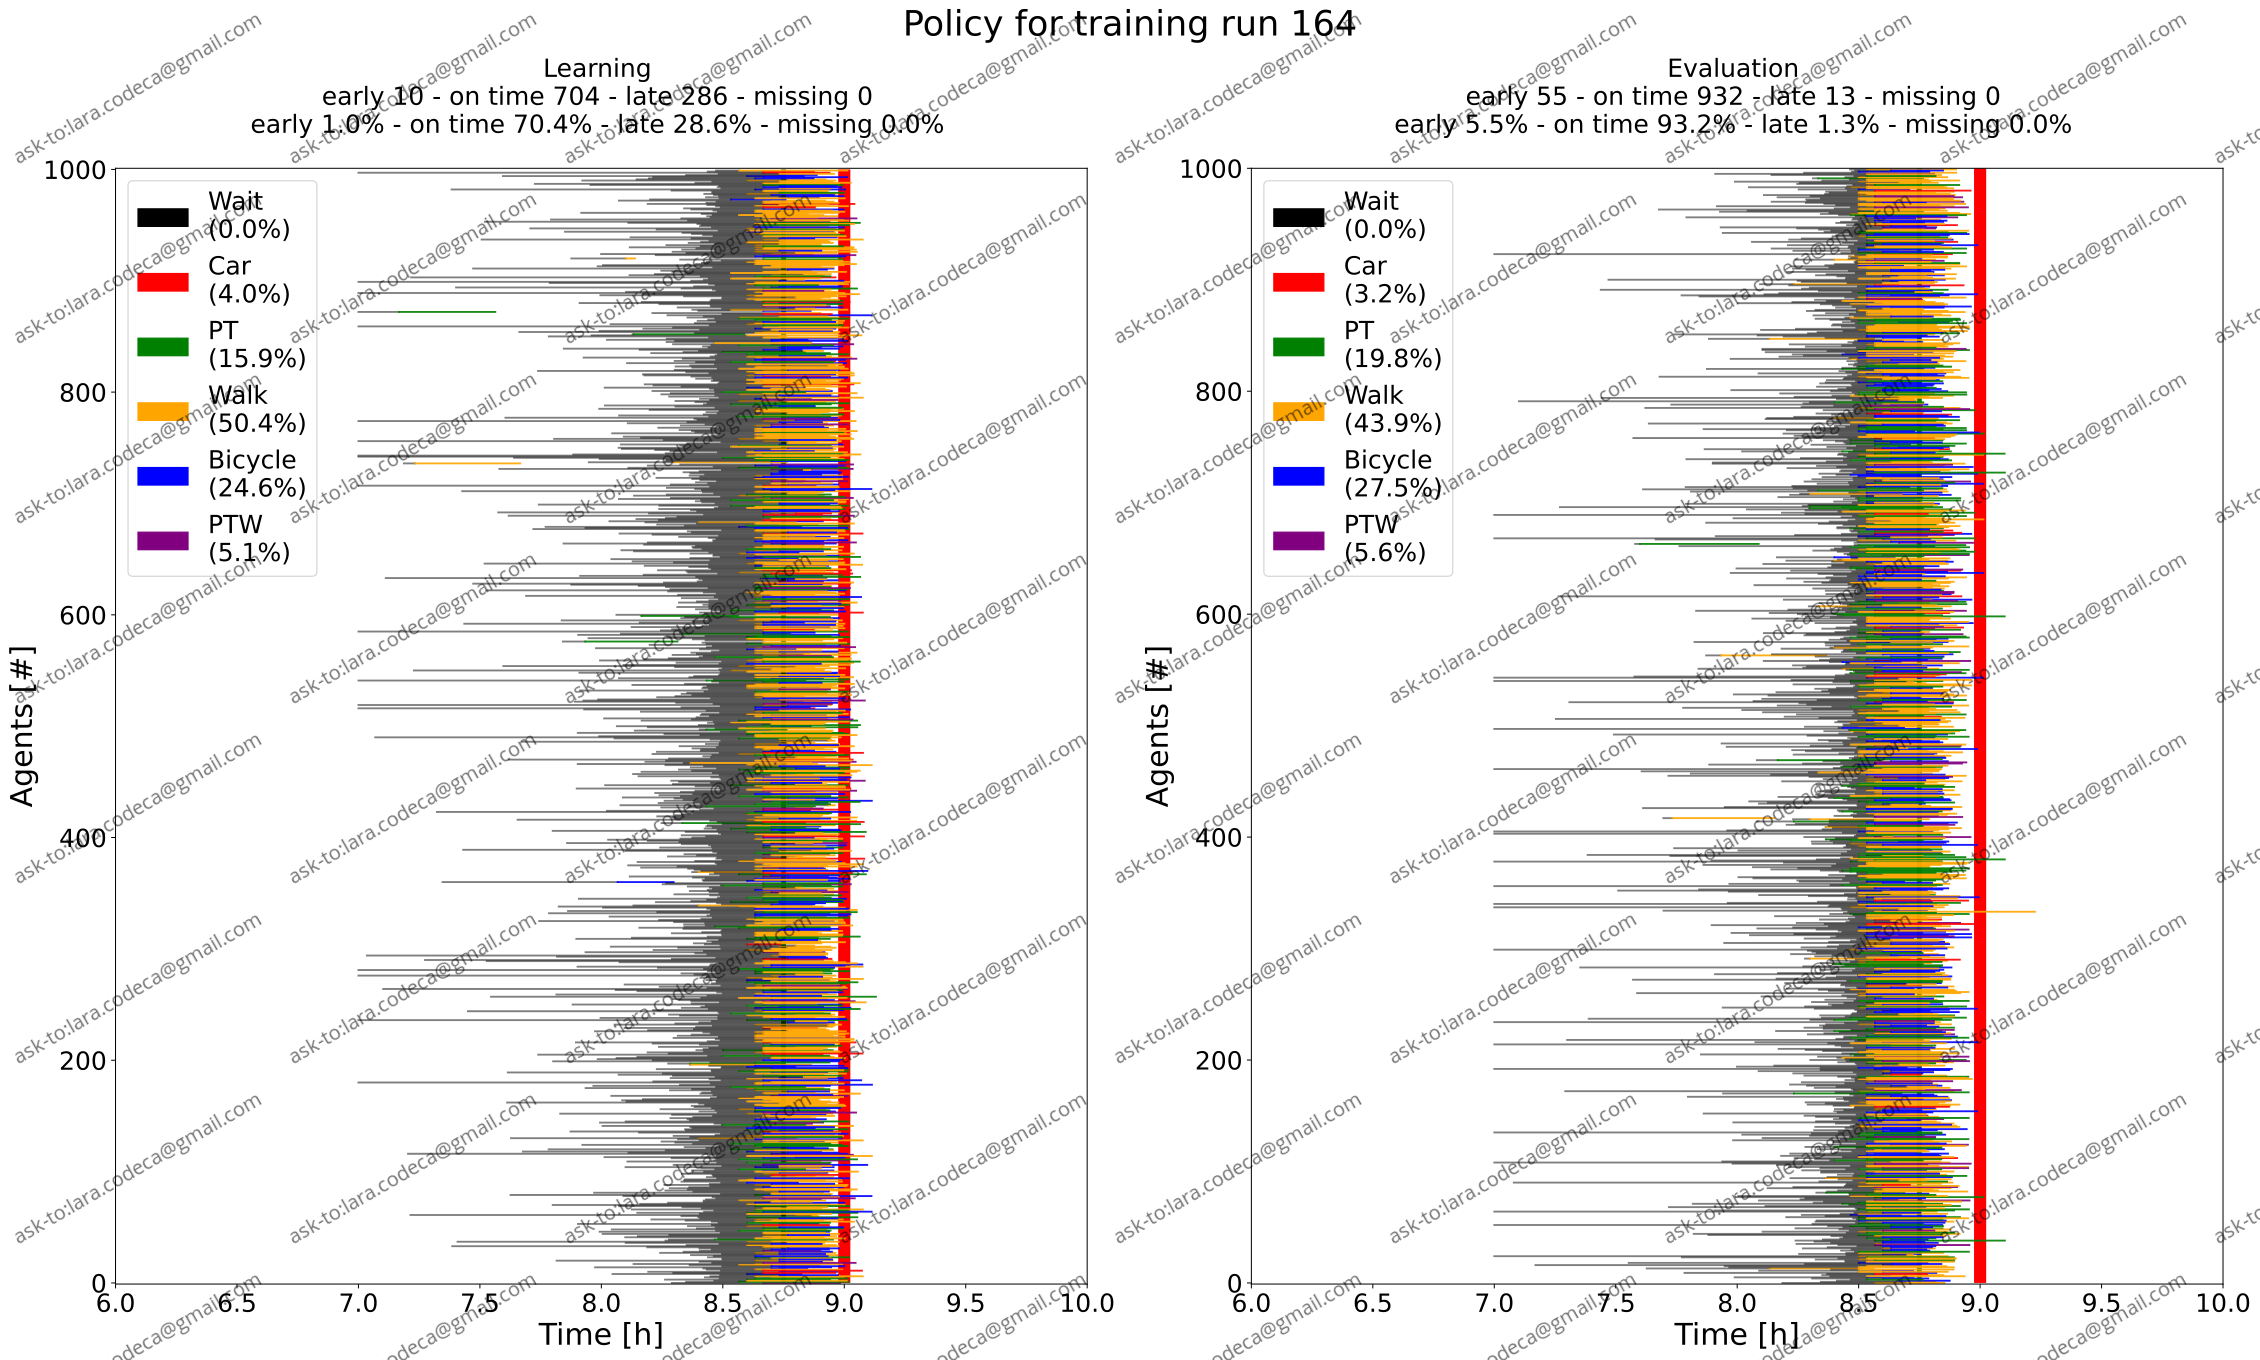 Policy for training run 164
Learning
early 10 - on time 704 - late 286 - missing 0
early 1.0% - on time 70.4% - late 28.6% - missing 0.0%
1000
800
600
400
200
0
Agents [#]
Wait
(0.0%)
Car
(4.0%)
PT
(15.9%)
Walk
(50.4%)
Bicycle
(24.6%)
PTW
(5.1%)
6.0 6.5 7.0 7.5 8.0 8.5 9.0 9.5 10.0
Time [h]
Evaluation
early 55 - on time 932 - late 13 - missing 0
early 5.5% - on time 93.2% - late 1.3% - missing 0.0%
1000
800
600
400
200
0
Agents [#]
Wait
(0.0%)
Car
(3.2%)
PT
(19.8%)
Walk
(43.9%)
Bicycle
(27.5%)
PTW
(5.6%)
6.0 6.5 7.0 7.5 8.0 8.5 9.0 9.5 10.0
Time [h]
ask-to:lara.codeca@gmail.com